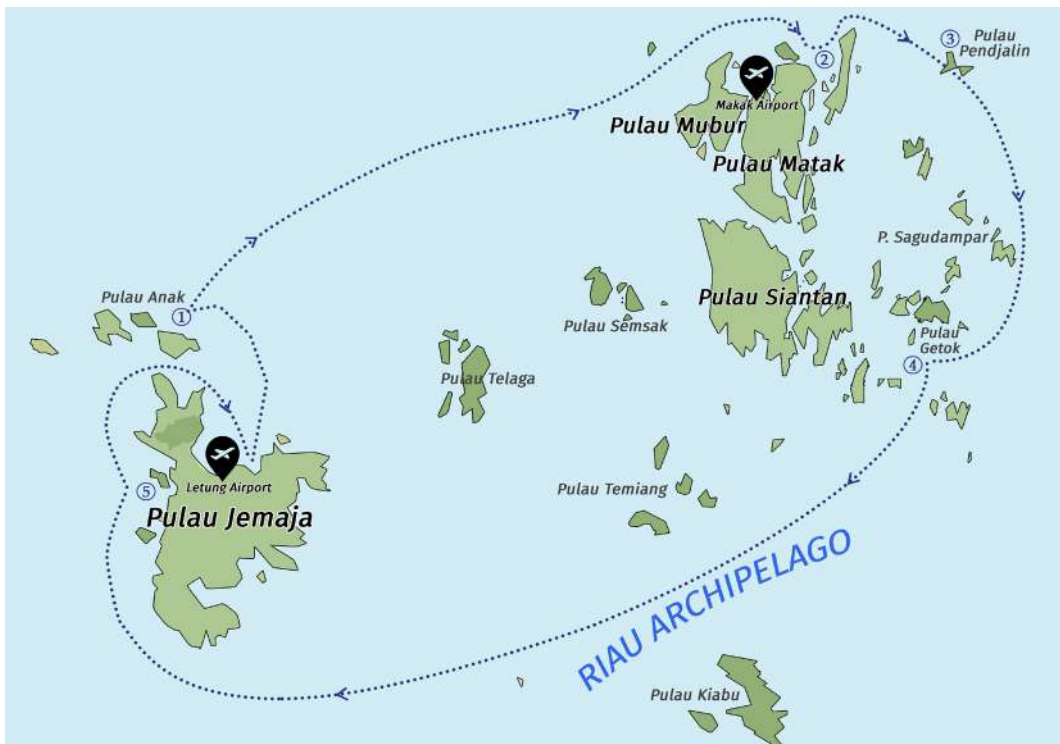 ③
Pulau
Pendjalin
②
Makak Airport
Pulau Mubur
Pulau Matak
P. Sagudampar
Pulau Anak
①
Pulau Siantan
Pulau Semsak
Pulau
Getok
④
Pulau Telaga
Letung Airport
⑤
Pulau Temiang
Pulau Jemaja
RIAU ARCHIPELAGO
Pulau Kiabu